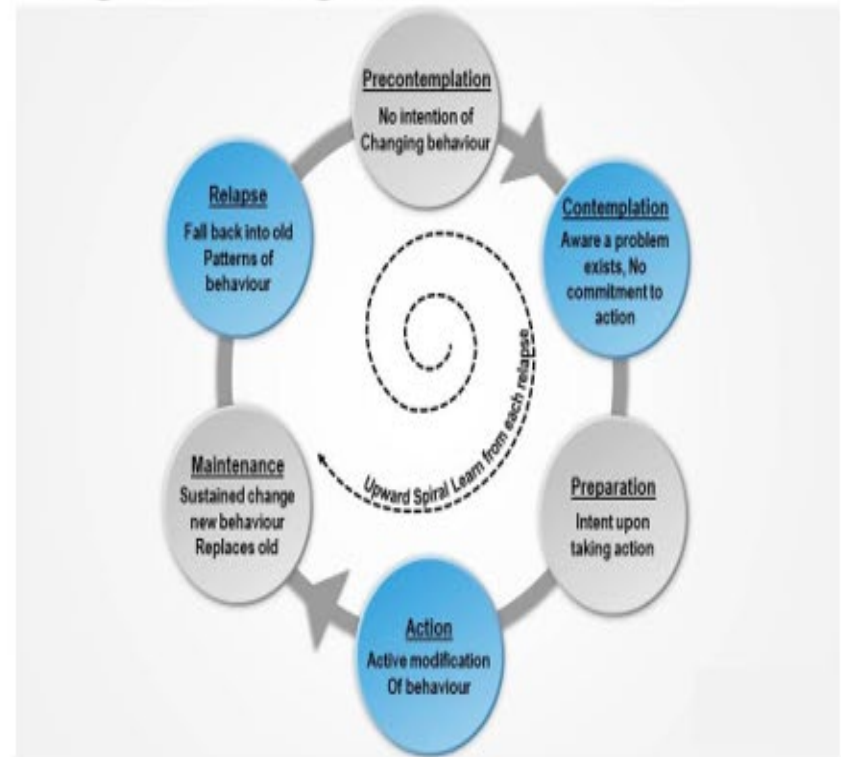 Precontemplation
No intention of
Changing behaviour
Contemplation
Aware a problem
exists, No
commitment to
action
Preparation
Intent upon
taking action
Action
Active modification
Of behaviour
Maintenance
Sustained change
new behaviour
Replaces old
Relapse
Fall back into old
Patterns of
behaviour
Upward Spiral Learn from each relapse